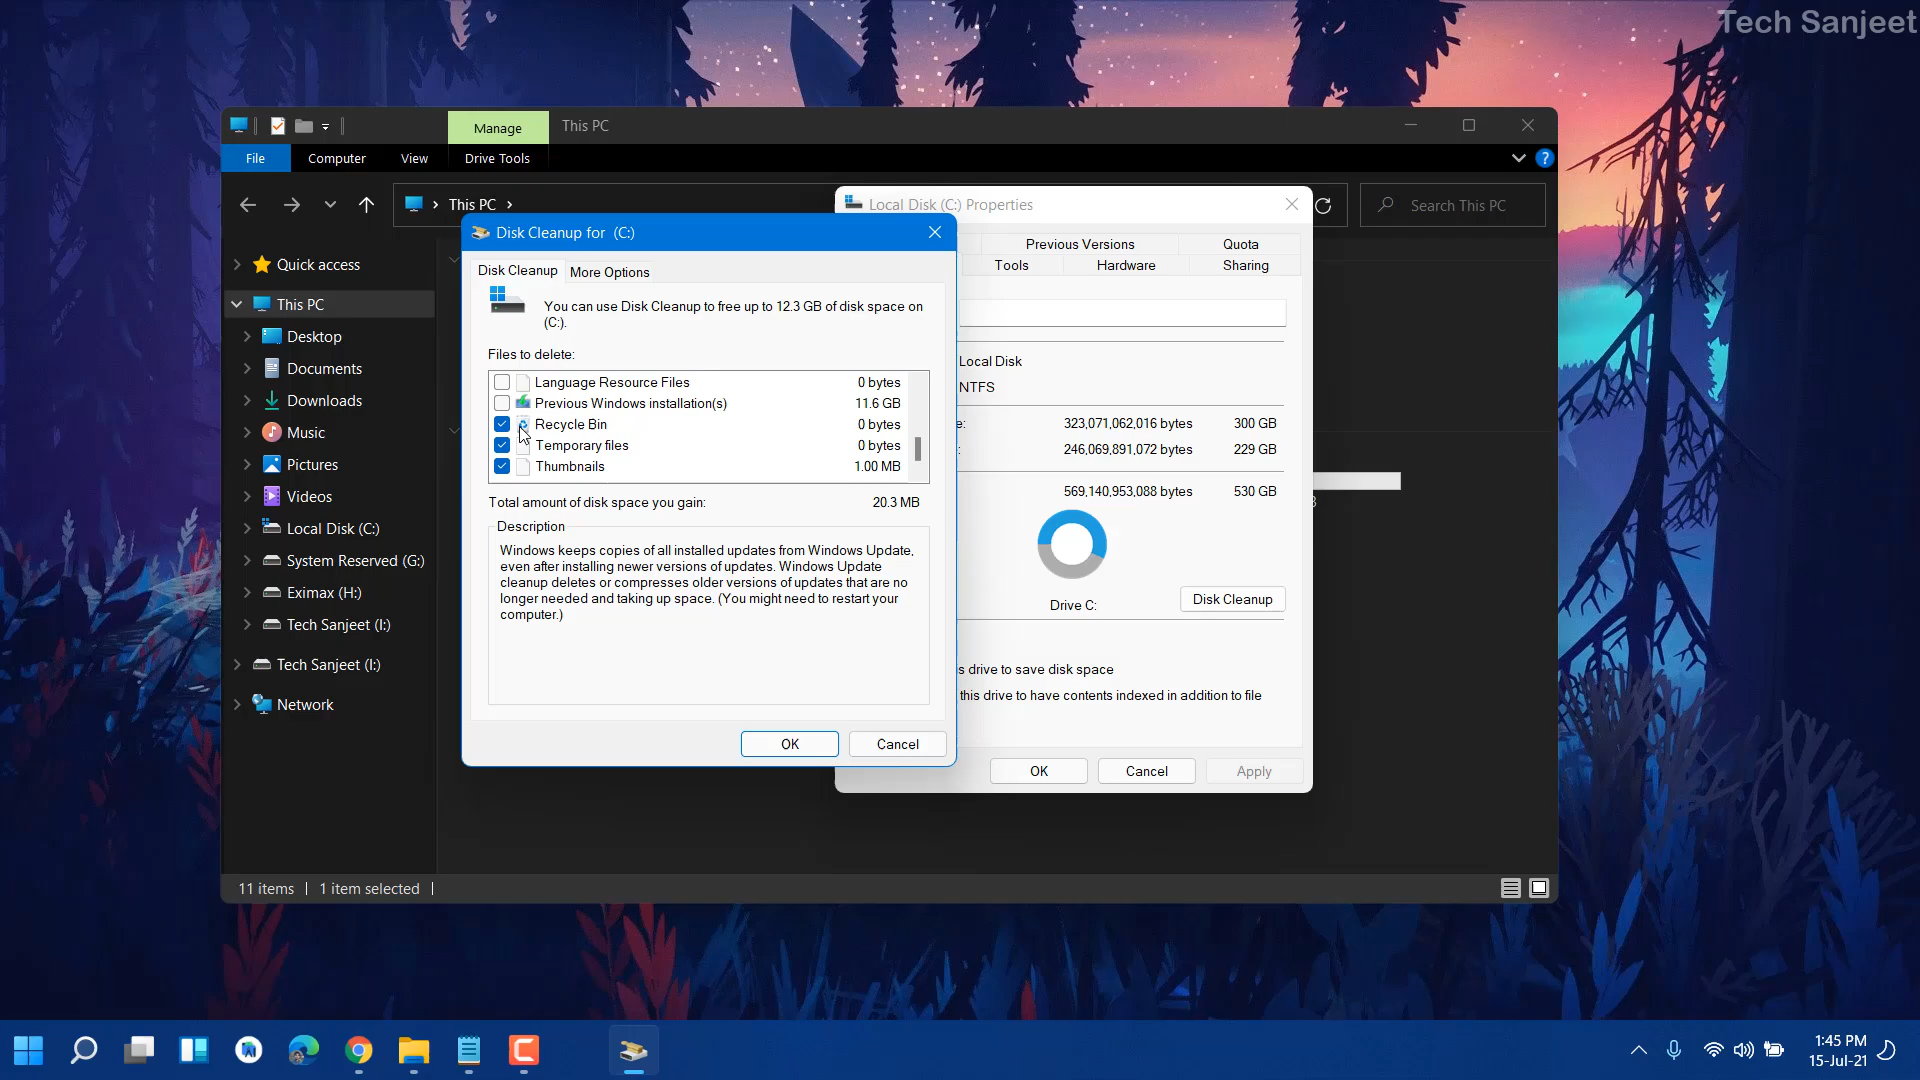 Tech Sanjeet
Manage
This PC
File
Computer
View
Drive Tools
This PC
Search This PC
Local Disk (C:) Properties
Disk Cleanup for (C:)
Previous Versions
Quota
Tools
Hardware
Sharing
Disk Cleanup
More Options
You can use Disk Cleanup to free up to 12.3 GB of disk space on
(C:).
Files to delete:
Language Resource Files 0 bytes
Previous Windows installation(s) 11.6 GB
Recycle Bin 0 bytes
Temporary files 0 bytes
Thumbnails 1.00 MB
Total amount of disk space you gain: 20.3 MB
Description
Windows keeps copies of all installed updates from Windows Update,
even after installing newer versions of updates. Windows Update
cleanup deletes or compresses older versions of updates that are no
longer needed and taking up space. (You might need to restart your
computer.)
OK
Cancel
Local Disk
NTFS
e: 323,071,062,016 bytes 300 GB
: 246,069,891,072 bytes 229 GB
569,140,953,088 bytes 530 GB
Drive C:
Disk Cleanup
s drive to save disk space
this drive to have contents indexed in addition to file
OK
Cancel
Apply
Quick access
This PC
Desktop
Documents
Downloads
Music
Pictures
Videos
Local Disk (C:)
System Reserved (G:)
Eximax (H:)
Tech Sanjeet (I:)
Tech Sanjeet (I:)
Network
11 items
1 item selected
1:45 PM
15-Jul-21